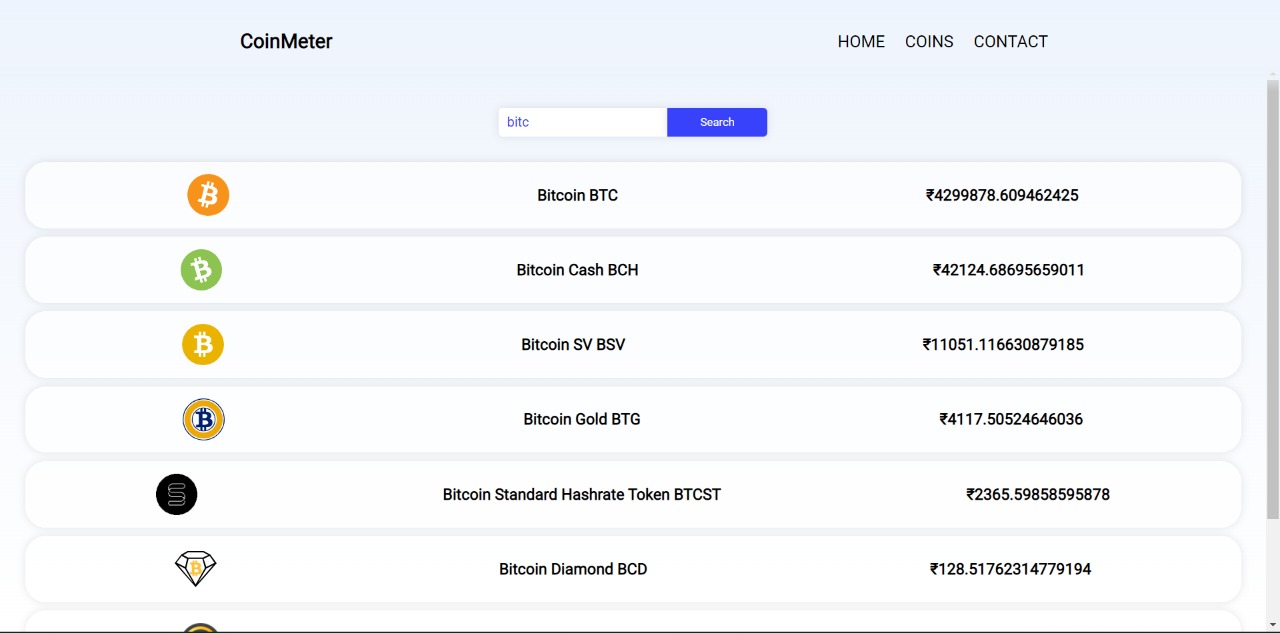 CoinMeter
HOME COINS CONTACT
bitc Search
Bitcoin BTC ₹4299878.609462425
Bitcoin Cash BCH ₹42124.68695659011
Bitcoin SV BSV ₹11051.116630879185
Bitcoin Gold BTG ₹4117.50524646036
Bitcoin Standard Hashrate Token BTCST ₹2365.59858595878
Bitcoin Diamond BCD ₹128.51762314779194